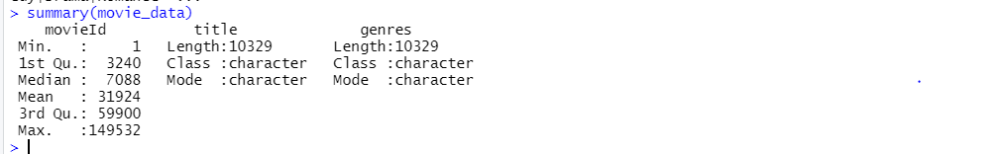 > summary(movie_data)
    movieId          title              genres
 Min.   :     1   Length:10329       Length:10329
 1st Qu.:  3240   Class :character   Class :character
 Median :  7088   Mode  :character   Mode  :character
 Mean   : 31924
 3rd Qu.: 59900
 Max.   :149532
>